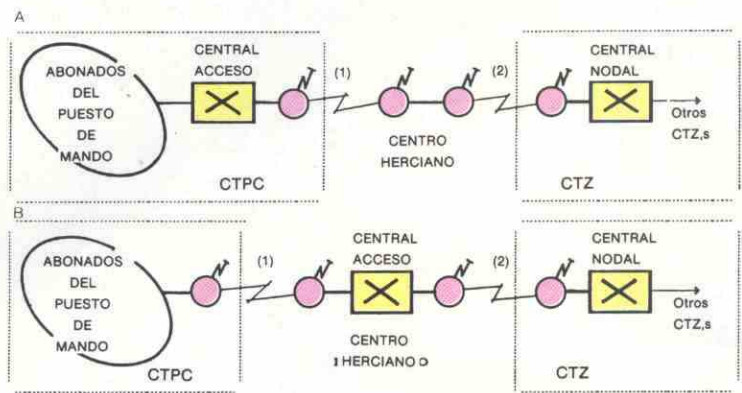 A
ABONADOS
DEL
PUESTO
DE
MANDO
CENTRAL
ACCESO
(1)
CENTRO
HERCIANO
(2)
CENTRAL
NODAL
Otros
CTZ,s
CTPC
CTZ
B
ABONADOS
DEL
PUESTO
DE
MANDO
(1)
CENTRAL
ACCESO
CENTRO
HERCIANO
(2)
CENTRAL
NODAL
Otros
CTZ,s
CTPC
CTZ